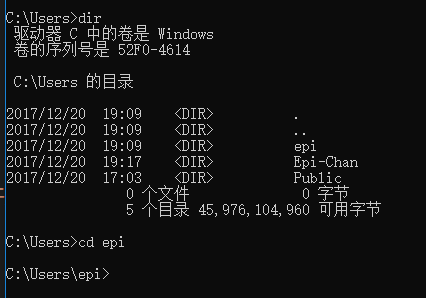 C:\Users>dir
驱动器 C 中的卷是 Windows
卷的序列号是 52F0-4614
C:\Users 的目录
2017/12/20  19:09    <DIR>          .
2017/12/20  19:09    <DIR>          ..
2017/12/20  19:09    <DIR>          epi
2017/12/20  19:17    <DIR>          Epi-Chan
2017/12/20  17:03    <DIR>          Public
0 个文件              0 字节
5 个目录 45,976,104,960 可用字节
C:\Users>cd epi
C:\Users\epi>